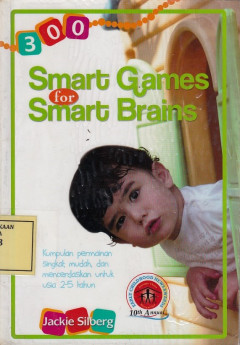 300
Smart Games
for
Smart Brains
Kumpulan permainan
singkat, mudah, dan
mencerdaskan untuk
usia 2-5 tahun
10th Annual
Jackie Silberg